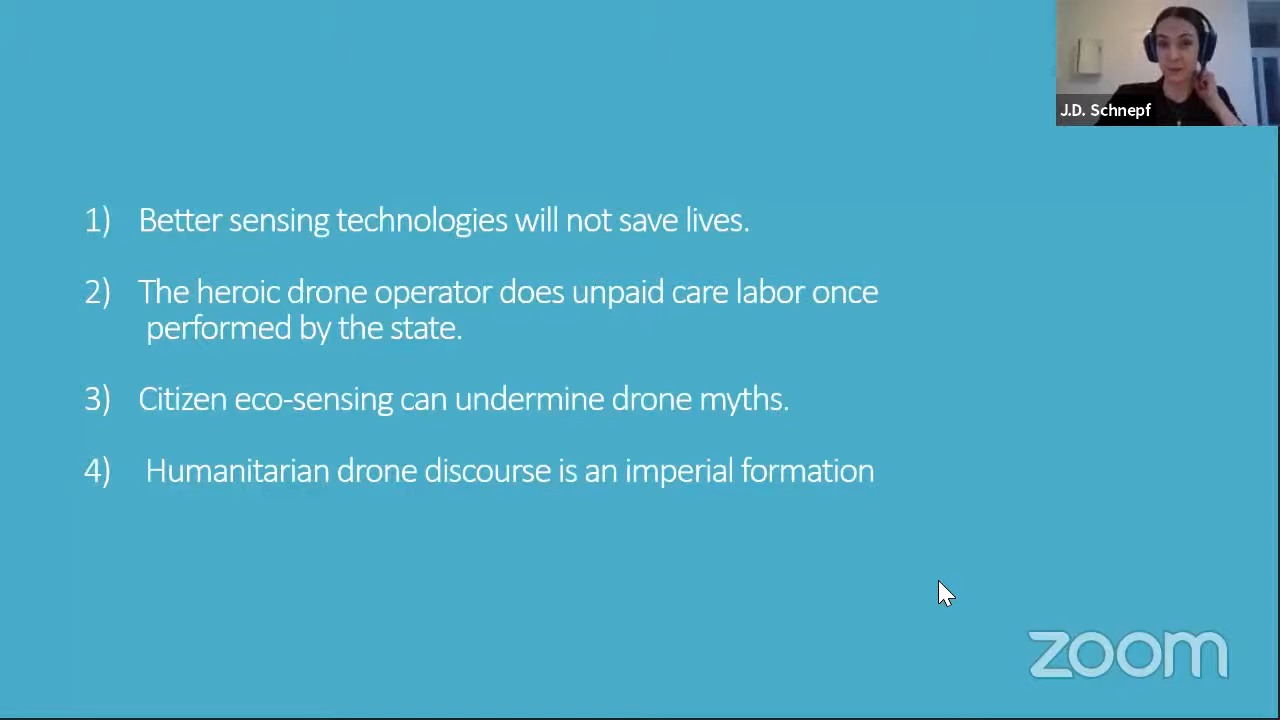 J.D. Schnepf
1) Better sensing technologies will not save lives.
2) The heroic drone operator does unpaid care labor once
performed by the state.
3) Citizen eco-sensing can undermine drone myths.
4) Humanitarian drone discourse is an imperial formation
zoom